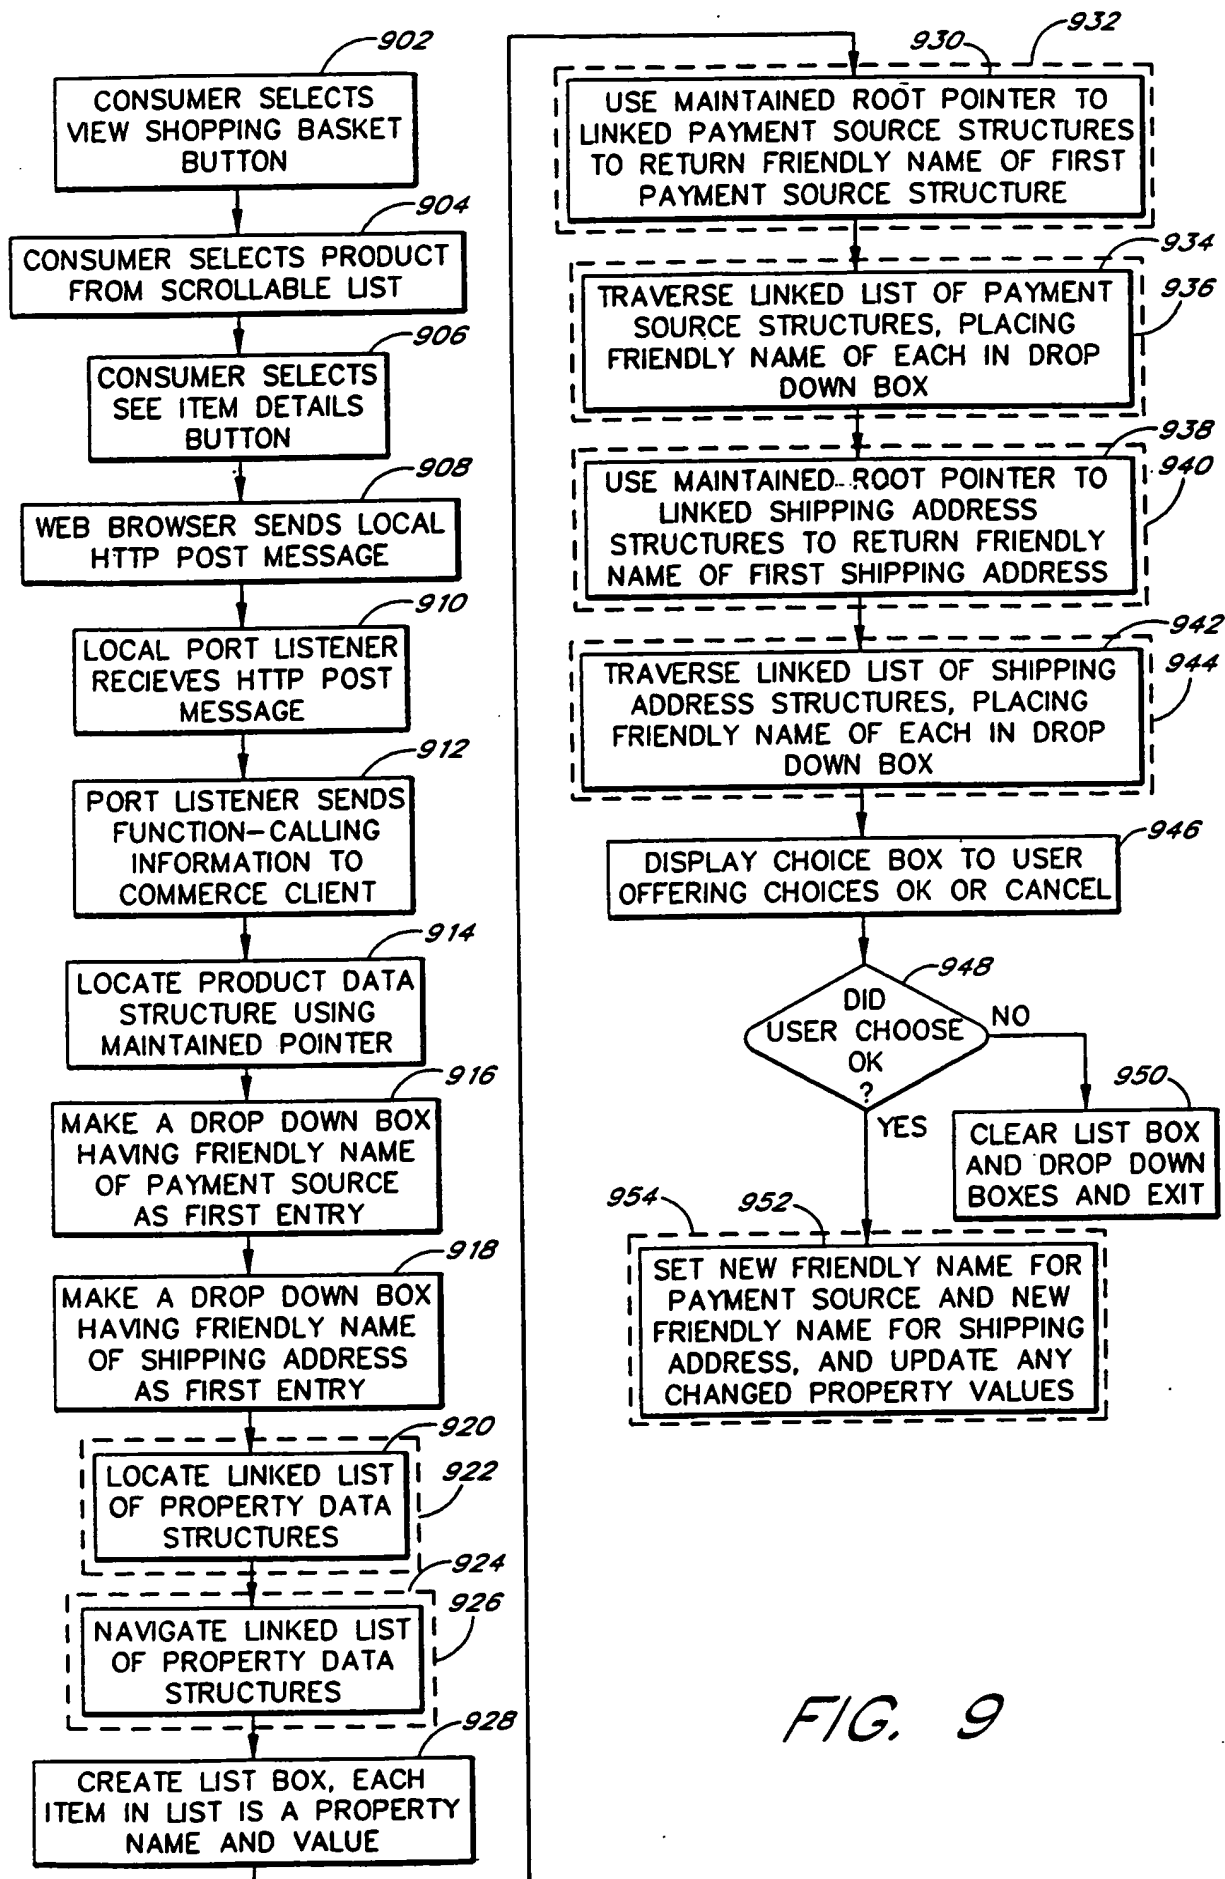 902
CONSUMER SELECTS
VIEW SHOPPING BASKET
BUTTON
904
CONSUMER SELECTS PRODUCT
FROM SCROLLABLE LIST
906
CONSUMER SELECTS
SEE ITEM DETAILS
BUTTON
908
WEB BROWSER SENDS LOCAL
HTTP POST MESSAGE
910
LOCAL PORT LISTENER
RECIEVES HTTP POST
MESSAGE
912
PORT LISTENER SENDS
FUNCTION-CALLING
INFORMATION TO
COMMERCE CLIENT
914
LOCATE PRODUCT DATA
STRUCTURE USING
MAINTAINED POINTER
916
MAKE A DROP DOWN BOX
HAVING FRIENDLY NAME
OF PAYMENT SOURCE
AS FIRST ENTRY
918
MAKE A DROP DOWN BOX
HAVING FRIENDLY NAME
OF SHIPPING ADDRESS
AS FIRST ENTRY
920
922
LOCATE LINKED LIST
OF PROPERTY DATA
STRUCTURES
924
926
NAVIGATE LINKED LIST
OF PROPERTY DATA
STRUCTURES
928
CREATE LIST BOX, EACH
ITEM IN LIST IS A PROPERTY
NAME AND VALUE
930
932
USE MAINTAINED ROOT POINTER TO
LINKED PAYMENT SOURCE STRUCTURES
TO RETURN FRIENDLY NAME OF FIRST
PAYMENT SOURCE STRUCTURE
934
936
TRAVERSE LINKED LIST OF PAYMENT
SOURCE STRUCTURES, PLACING
FRIENDLY NAME OF EACH IN DROP
DOWN BOX
938
940
USE MAINTAINED ROOT POINTER TO
LINKED SHIPPING ADDRESS
STRUCTURES TO RETURN FRIENDLY
NAME OF FIRST SHIPPING ADDRESS
942
944
TRAVERSE LINKED LIST OF SHIPPING
ADDRESS STRUCTURES, PLACING
FRIENDLY NAME OF EACH IN DROP
DOWN BOX
946
DISPLAY CHOICE BOX TO USER
OFFERING CHOICES OK OR CANCEL
948
DID
USER CHOOSE
OK
?
NO
YES
950
CLEAR LIST BOX
AND DROP DOWN
BOXES AND EXIT
954
952
SET NEW FRIENDLY NAME FOR
PAYMENT SOURCE AND NEW
FRIENDLY NAME FOR SHIPPING
ADDRESS, AND UPDATE ANY
CHANGED PROPERTY VALUES
FIG. 9